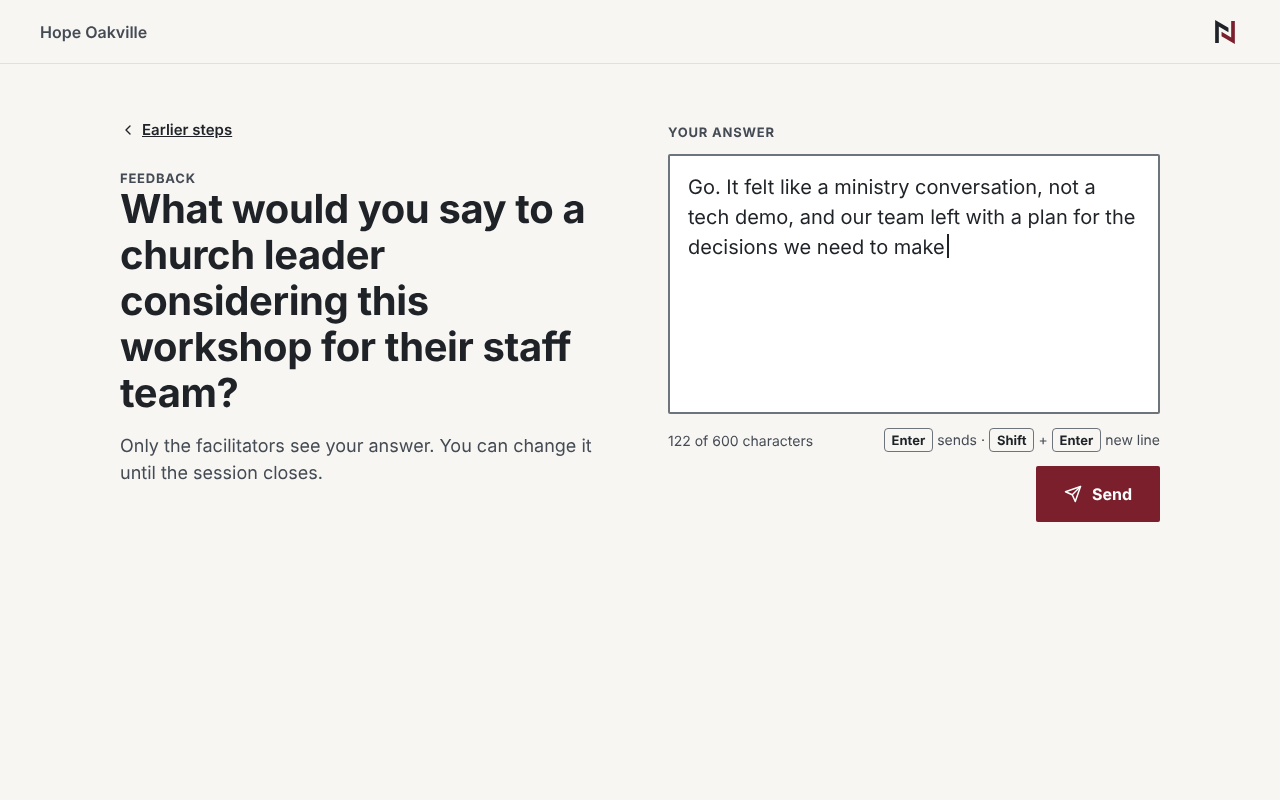 Hope Oakville
Earlier steps
FEEDBACK
What would you say to a
church leader
considering this
workshop for their staff
team?
Only the facilitators see your answer. You can change it
until the session closes.
YOUR ANSWER
Go. It felt like a ministry conversation, not a
tech demo, and our team left with a plan for the
decisions we need to make
122 of 600 characters
Enter sends · Shift + Enter new line
Send